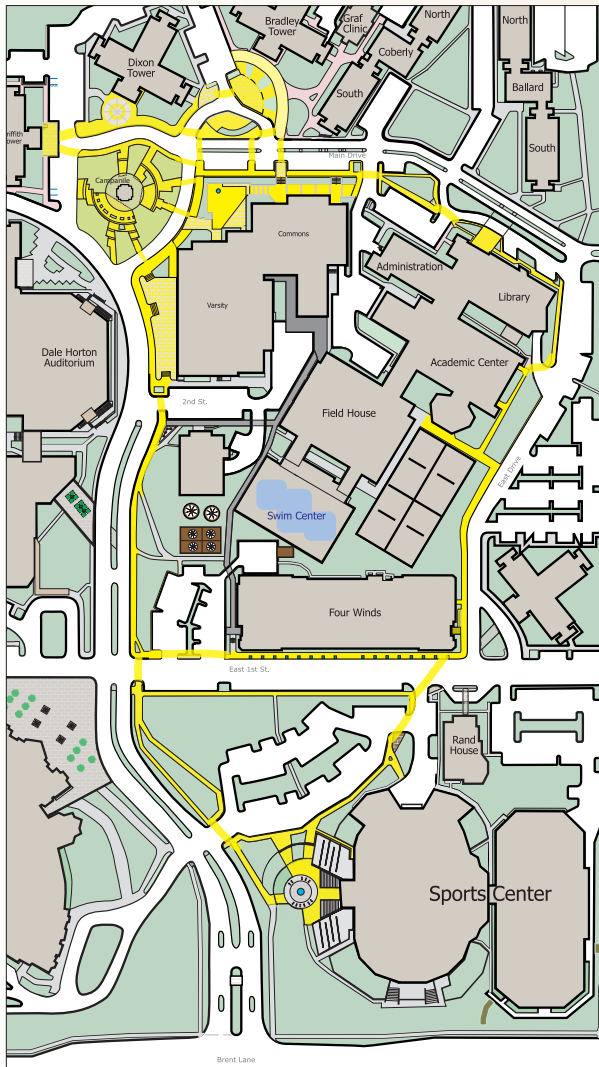 Bradley
Tower
Graf
Clinic
North
North
Coberly
Dixon
Tower
Ballard
South
South
Main Drive
Campanile
Commons
Administration
Library
Varsity
Dale Horton
Auditorium
Academic Center
2nd St.
Field House
East Drive
Swim Center
Four Winds
East 1st St.
Rand
House
Sports Center
Brent Lane